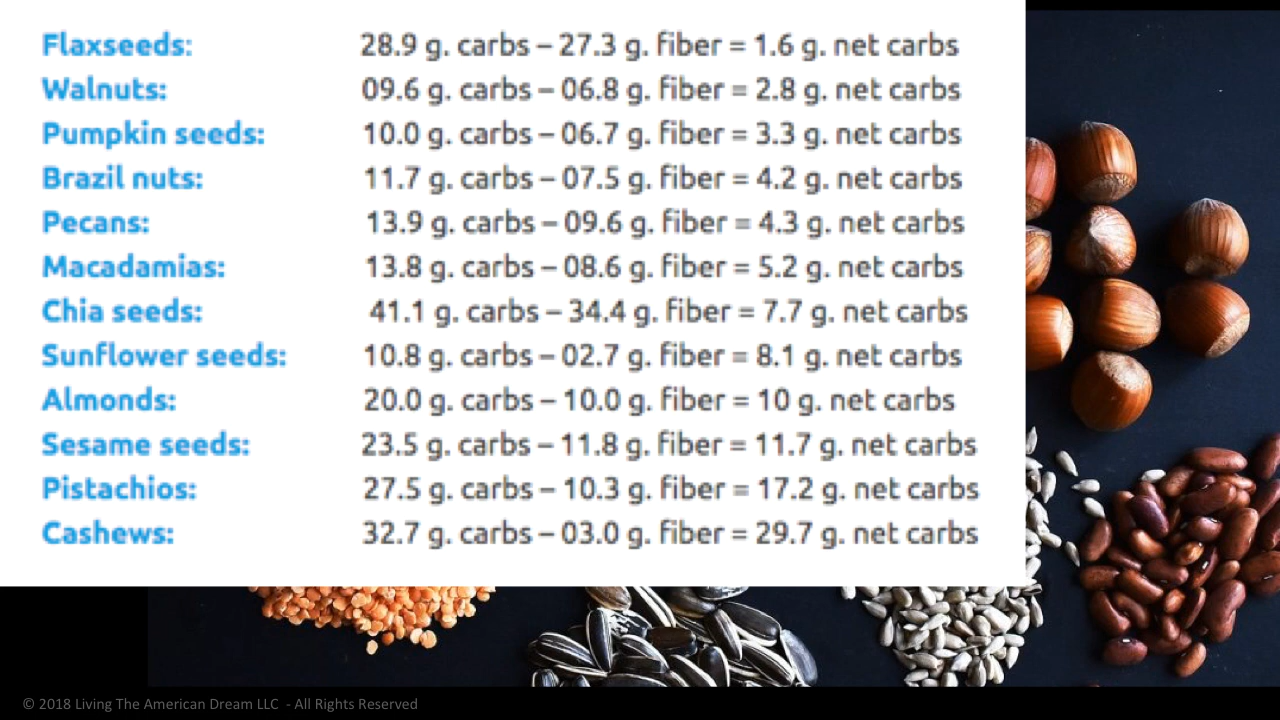 Flaxseeds: 28.9 g. carbs – 27.3 g. fiber = 1.6 g. net carbs
Walnuts: 09.6 g. carbs – 06.8 g. fiber = 2.8 g. net carbs
Pumpkin seeds: 10.0 g. carbs – 06.7 g. fiber = 3.3 g. net carbs
Brazil nuts: 11.7 g. carbs – 07.5 g. fiber = 4.2 g. net carbs
Pecans: 13.9 g. carbs – 09.6 g. fiber = 4.3 g. net carbs
Macadamias: 13.8 g. carbs – 08.6 g. fiber = 5.2 g. net carbs
Chia seeds: 41.1 g. carbs – 34.4 g. fiber = 7.7 g. net carbs
Sunflower seeds: 10.8 g. carbs – 02.7 g. fiber = 8.1 g. net carbs
Almonds: 20.0 g. carbs – 10.0 g. fiber = 10 g. net carbs
Sesame seeds: 23.5 g. carbs – 11.8 g. fiber = 11.7 g. net carbs
Pistachios: 27.5 g. carbs – 10.3 g. fiber = 17.2 g. net carbs
Cashews: 32.7 g. carbs – 03.0 g. fiber = 29.7 g. net carbs
© 2018 Living The American Dream LLC - All Rights Reserved